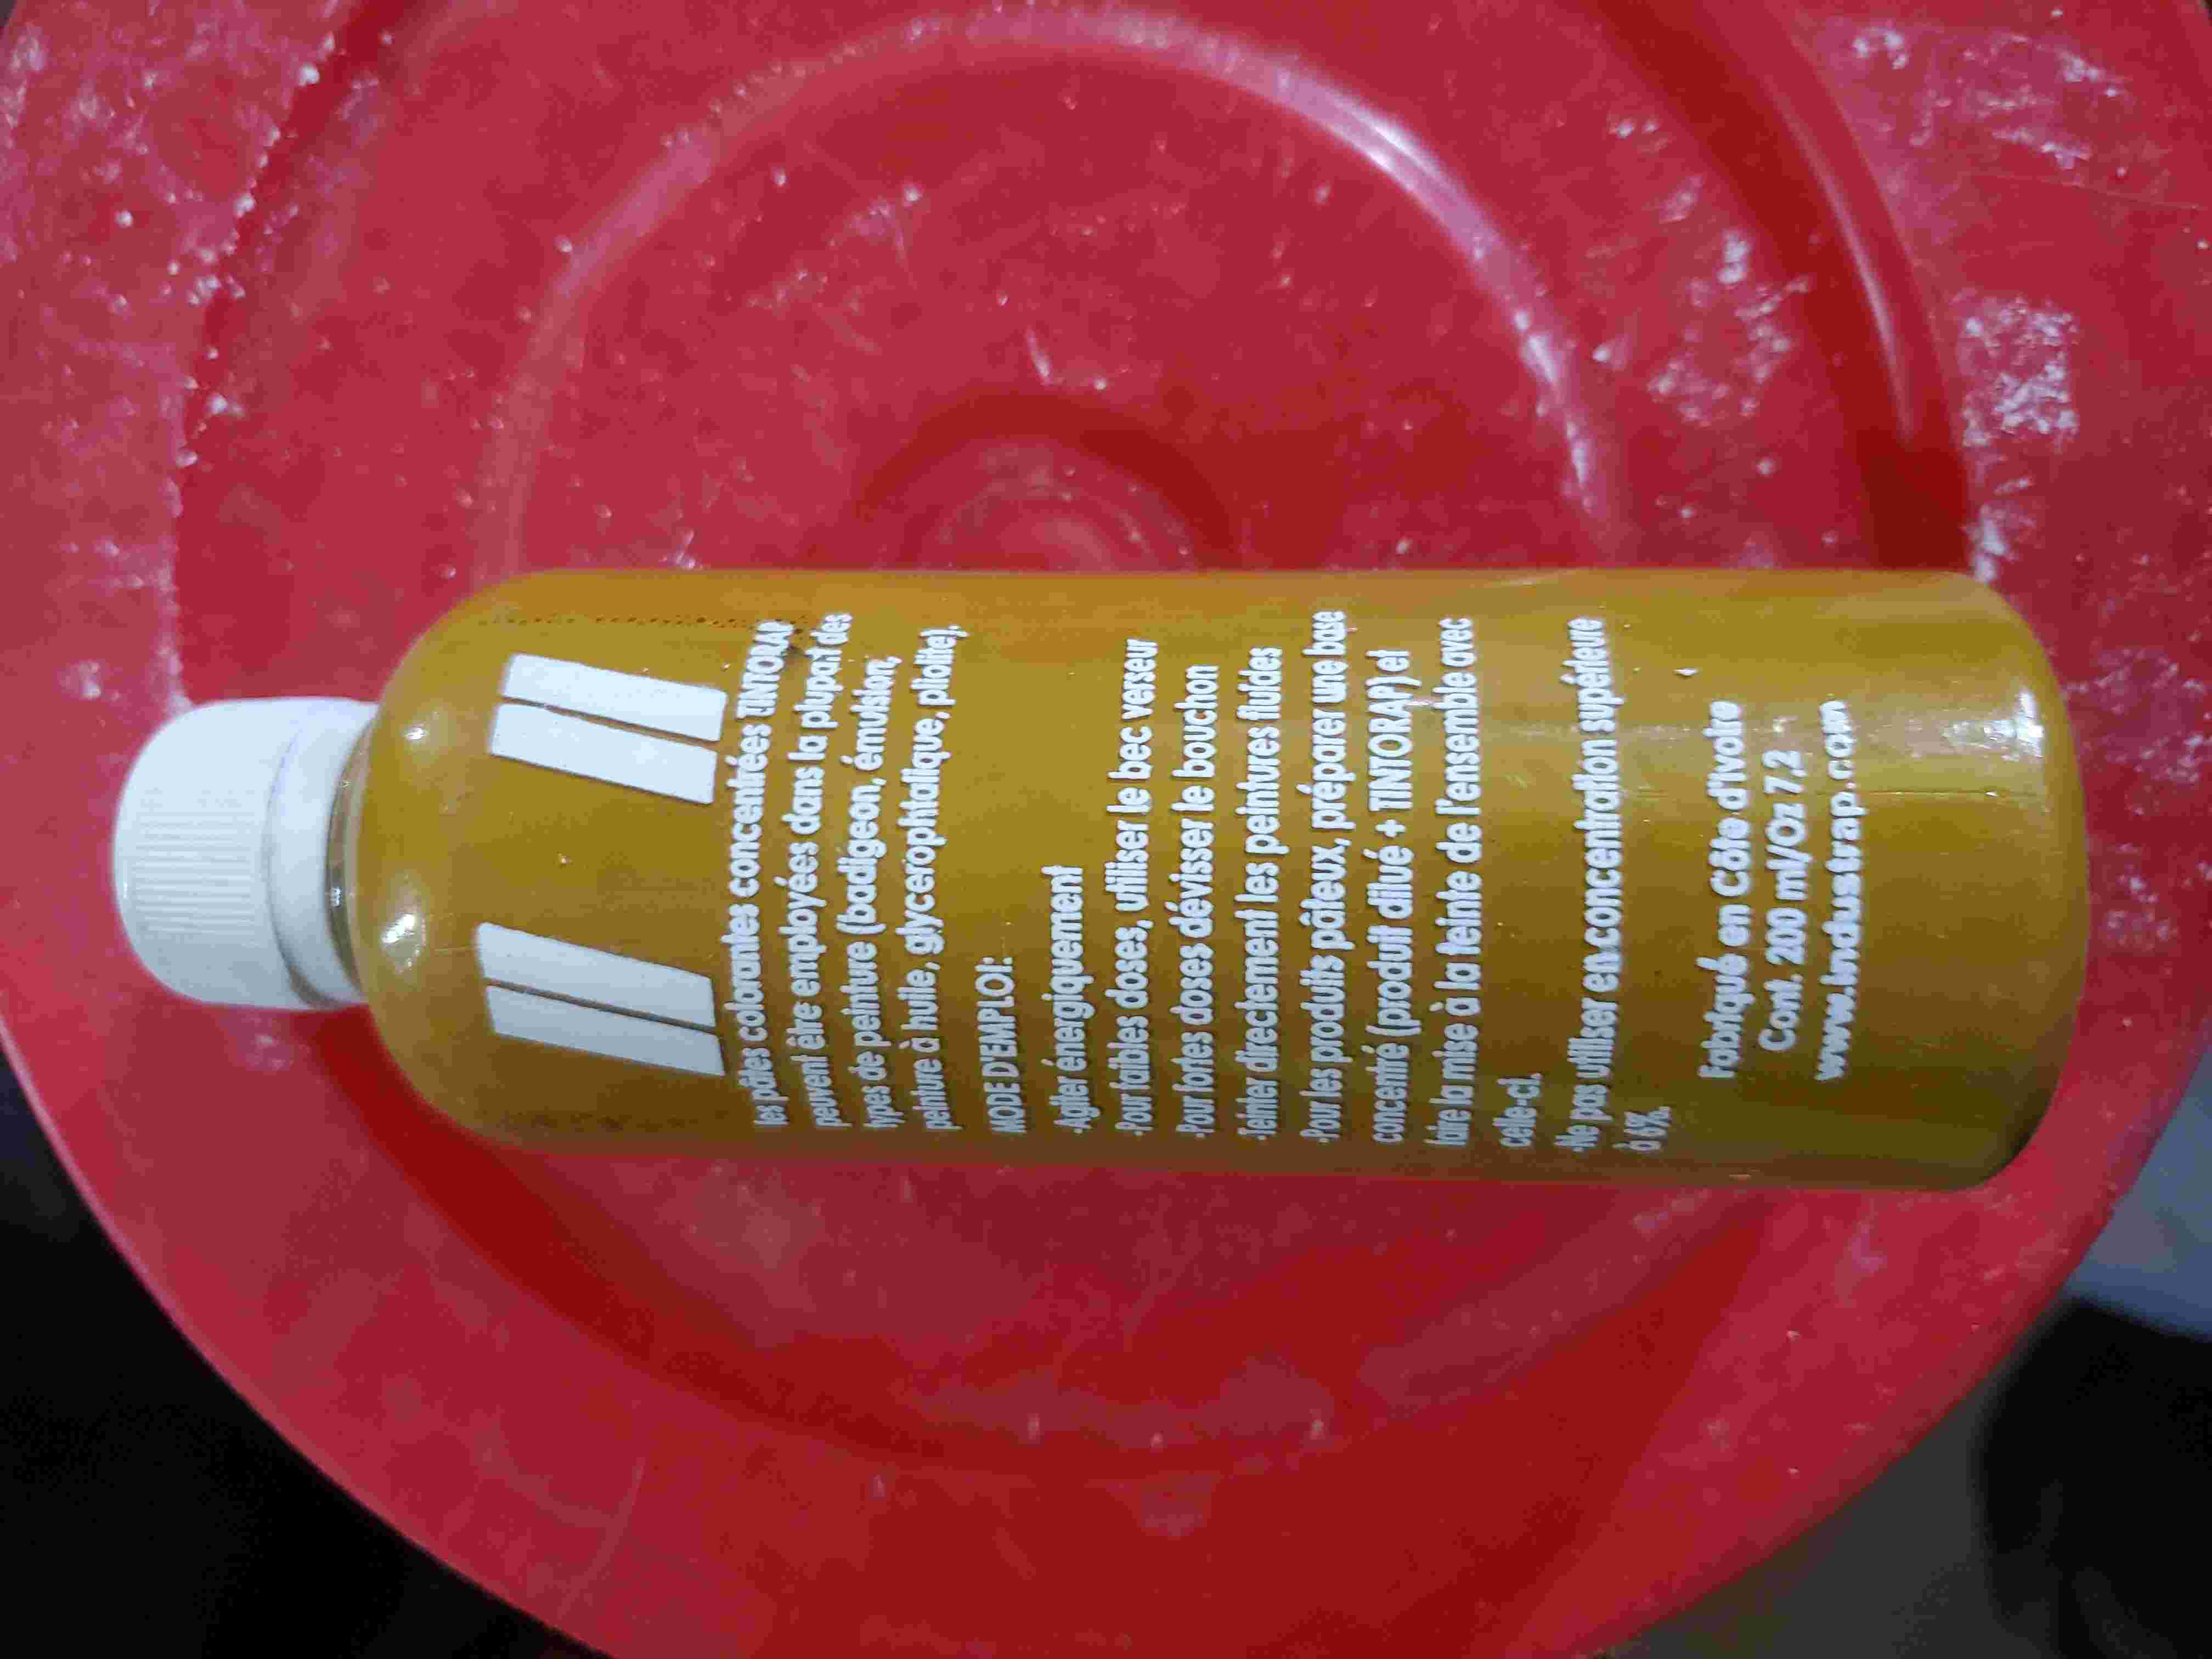 Les pâtes colorantes concentrées TINTORAP
peuvent être employées dans la plupart des
types de peinture (badigeon, émulsion,
peinture à huile, glycérophtalique, pliolite).
MODE D'EMPLOI:
-Agiter énergiquement
-Pour faibles doses, utiliser le bec verseur
-Pour fortes doses dévisser le bouchon
-Teinter directement les peintures fluides
-Pour les produits pâteux, préparer une base
concentré (produit dilué + TINTORAP) et
faire la mise à la teinte de l'ensemble avec
celle-ci.
-Ne pas utiliser en concentration supérieure
à 6%.
Fabriqué en Côte d'Ivoire
Cont. 200 ml/Oz 7.2
www.industrap.com